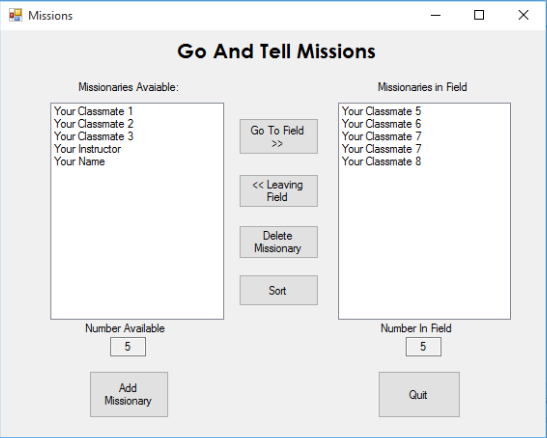 Missions
Go And Tell Missions
Missionaries Avaiable:
Your Classmate 1
Your Classmate 2
Your Classmate 3
Your Instructor
Your Name
Go To Field
>>
<< Leaving
Field
Delete
Missionary
Sort
Missionaries in Field
Your Classmate 5
Your Classmate 6
Your Classmate 7
Your Classmate 7
Your Classmate 8
Number Available
5
Number In Field
5
Add
Missionary
Quit